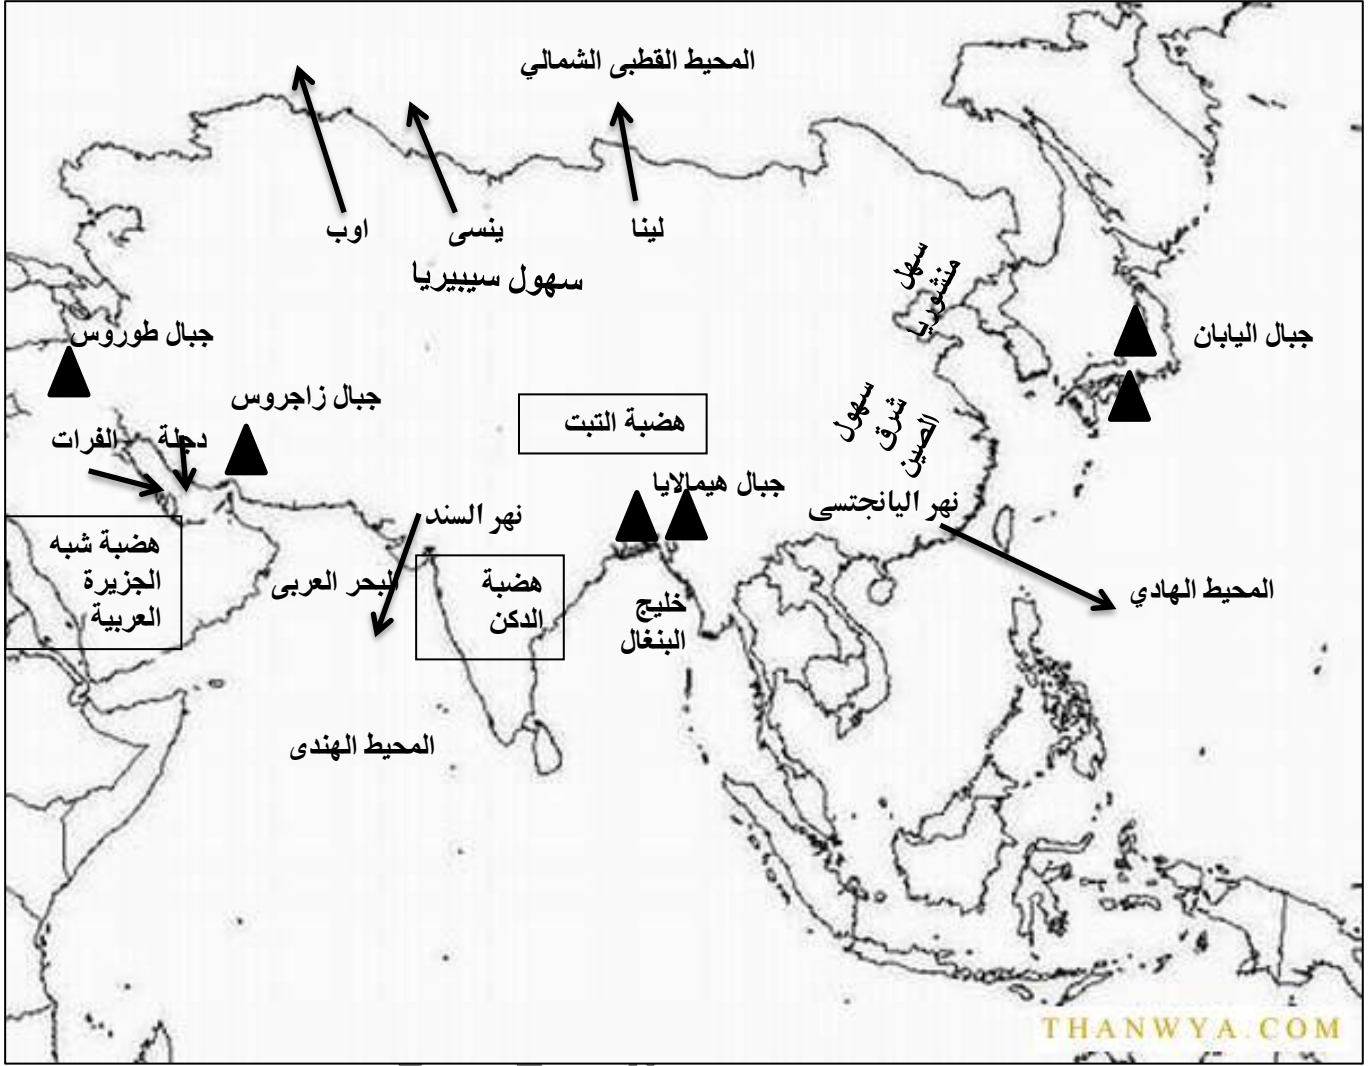 المحيط القطبى الشمالي
اوب
ينسى
لينا
سهول سيبيريا
سهل
منشوريا
جبال طوروس
جبال اليابان
جبال زاجروس
هضبة التبت
سهول
شرق
الصين
الفرات
دجلة
جبال هيمالايا
نهر اليانجتسى
نهر السند
هضبة شبه
الجزيرة
العربية
البحر العربى
هضبة
الدكن
خليج
البنغال
المحيط الهادي
المحيط الهندى
THANWYA.COM